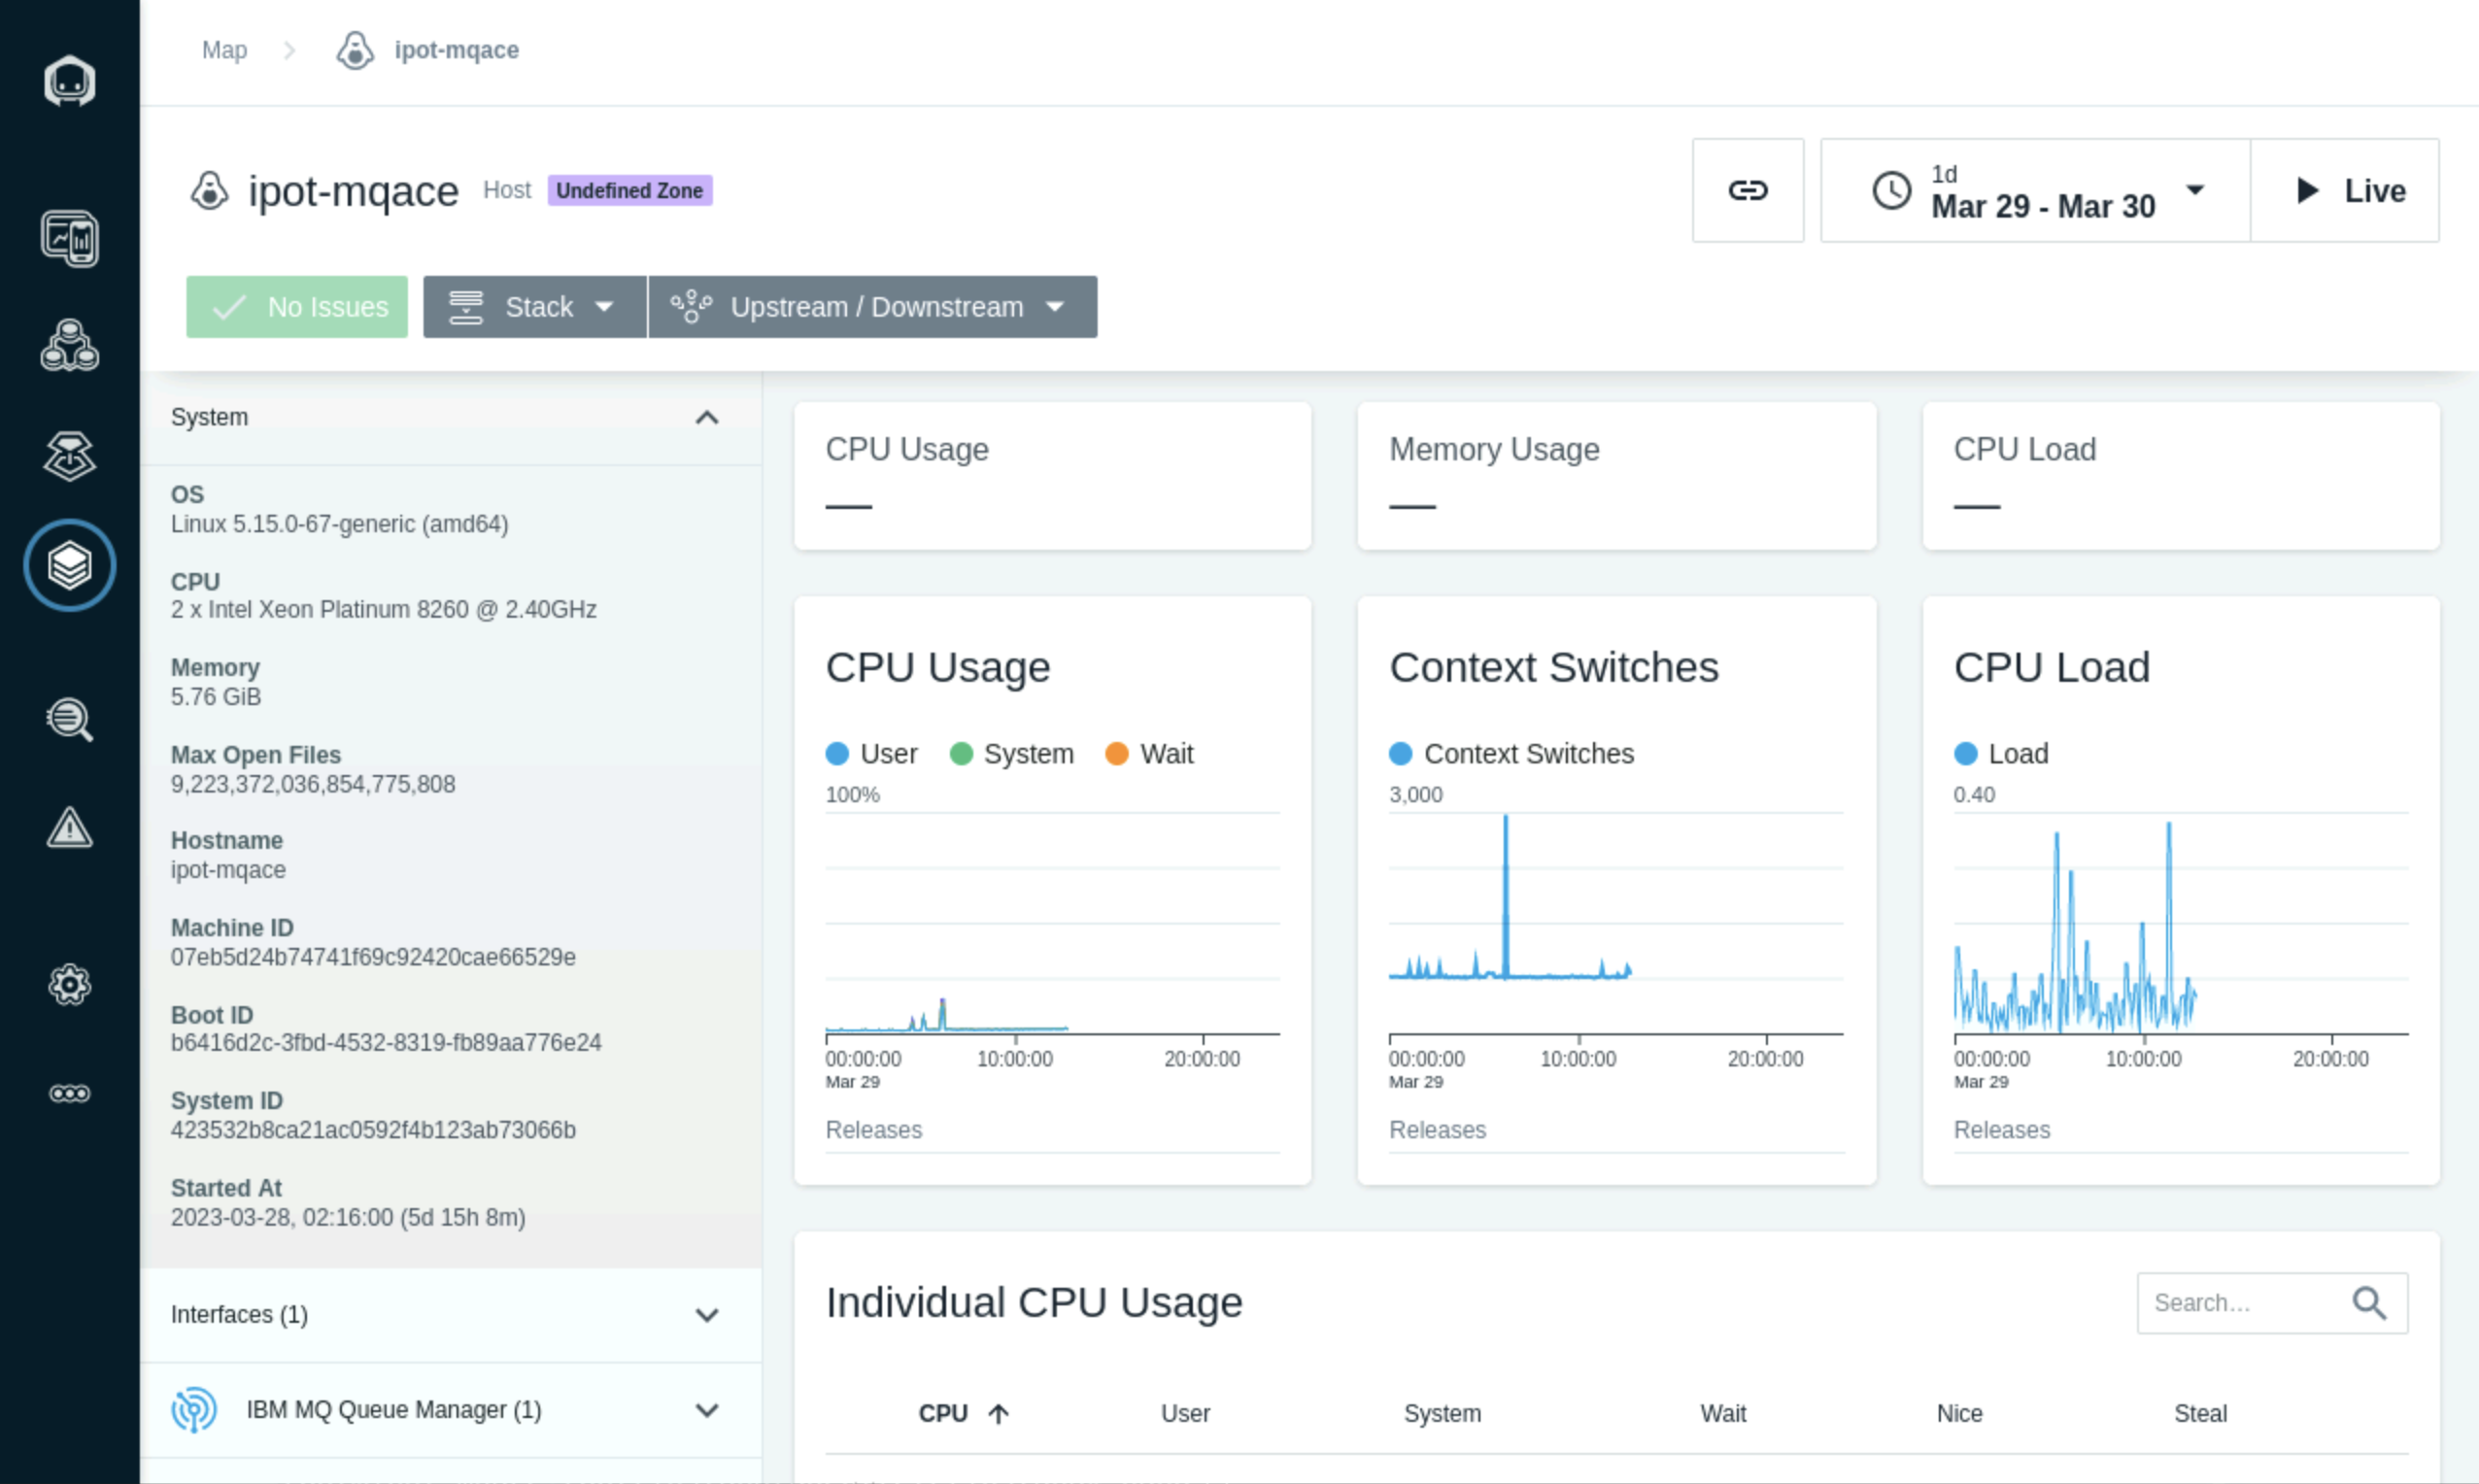 Map
ipot-mqace
ipot-mqace
Host
Undefined Zone
1d
Mar 29 - Mar 30
Live
No Issues
Stack
Upstream / Downstream
System
OS
Linux 5.15.0-67-generic (amd64)
CPU
2 x Intel Xeon Platinum 8260 @ 2.40GHz
Memory
5.76 GiB
Max Open Files
9,223,372,036,854,775,808
Hostname
ipot-mqace
Machine ID
07eb5d24b74741f69c92420cae66529e
Boot ID
b6416d2c-3fbd-4532-8319-fb89aa776e24
System ID
423532b8ca21ac0592f4b123ab73066b
Started At
2023-03-28, 02:16:00 (5d 15h 8m)
Interfaces (1)
IBM MQ Queue Manager (1)
CPU Usage
—
Memory Usage
—
CPU Load
—
CPU Usage
User System Wait
100%
00:00:00 10:00:00 20:00:00
Mar 29
Releases
Context Switches
Context Switches
3,000
00:00:00 10:00:00 20:00:00
Mar 29
Releases
CPU Load
Load
0.40
00:00:00 10:00:00 20:00:00
Mar 29
Releases
Individual CPU Usage
Search...
CPU User System Wait Nice Steal